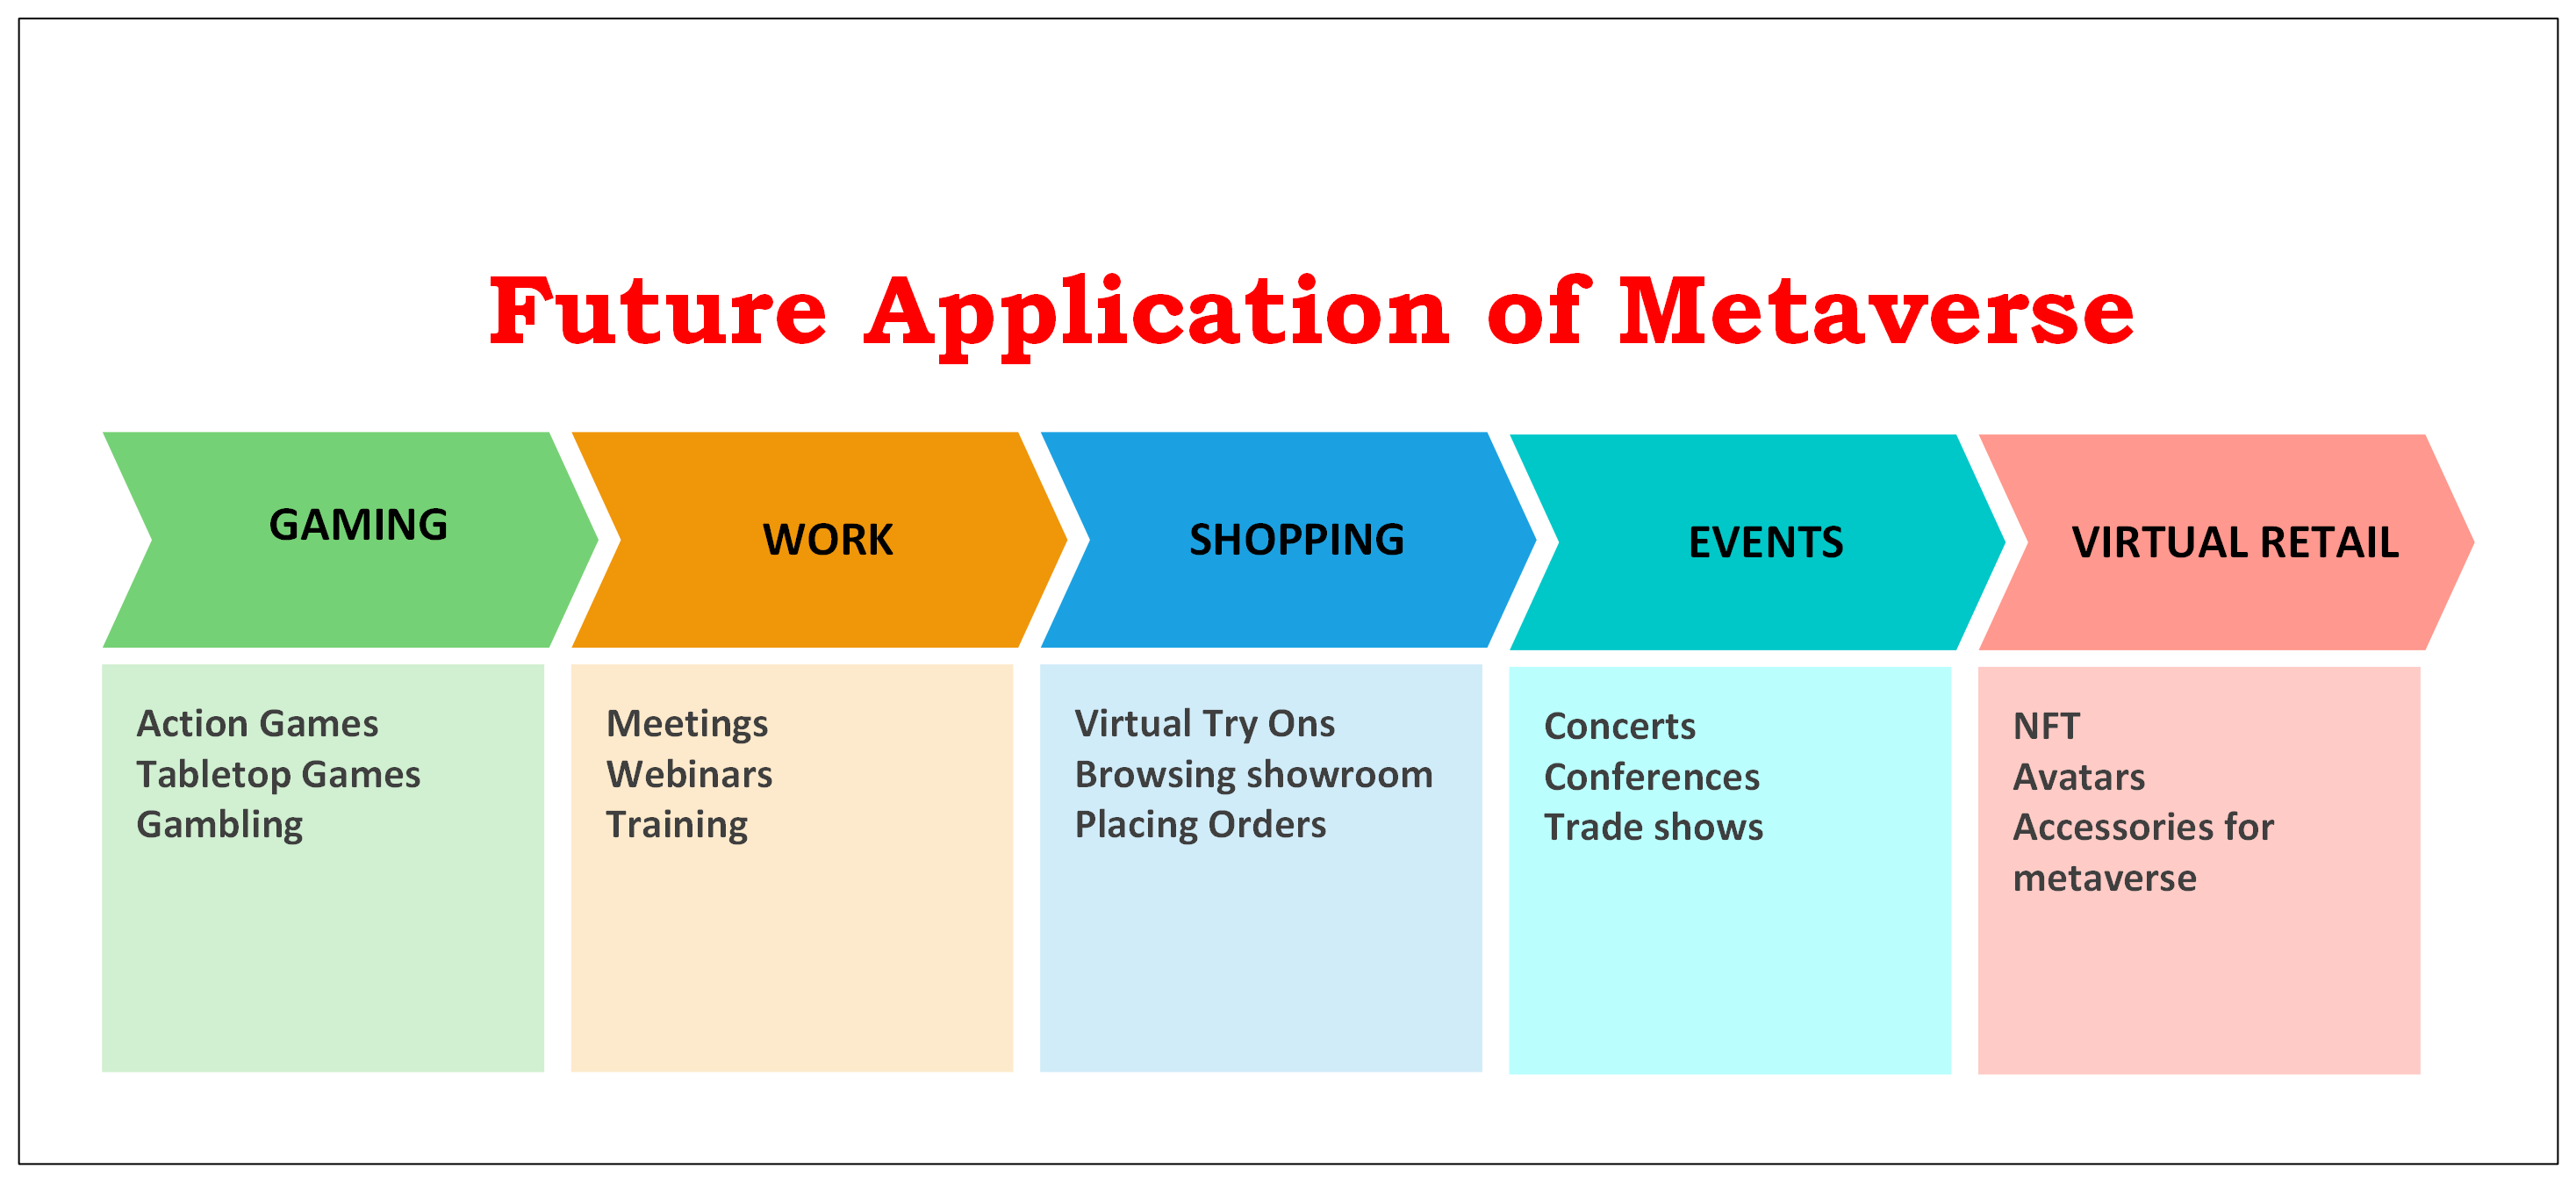 Future Application of Metaverse
GAMING
WORK
SHOPPING
EVENTS
VIRTUAL RETAIL
Action Games
Tabletop Games
Gambling
Meetings
Webinars
Training
Virtual Try Ons
Browsing showroom
Placing Orders
Concerts
Conferences
Trade shows
NFT
Avatars
Accessories for
metaverse